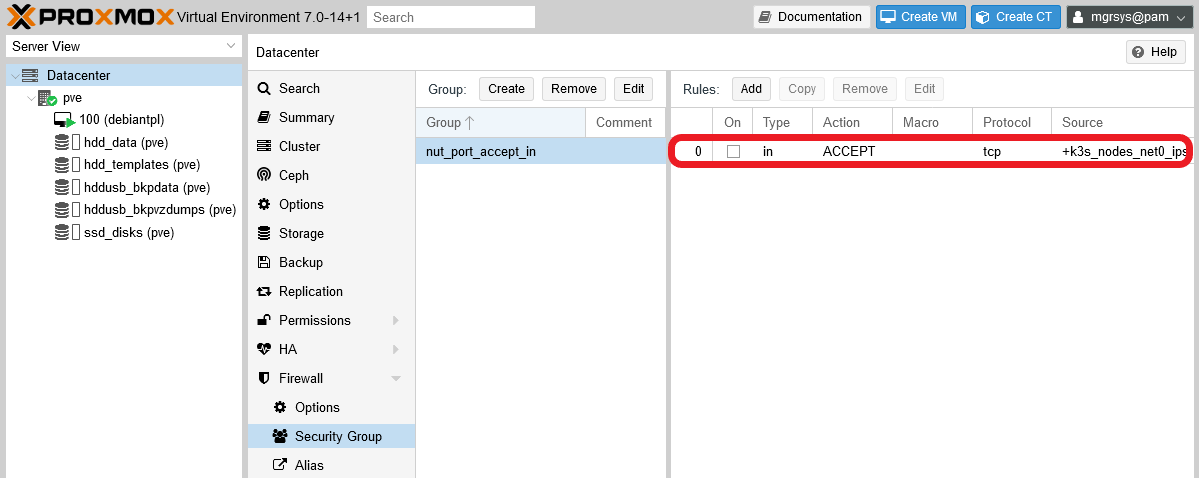 PROXMOX Virtual Environment 7.0-14+1 Search Documentation Create VM Create CT mgrsys@pam
Server View
Datacenter
pve
100 (debiantpl)
hdd_data (pve)
hdd_templates (pve)
hddusb_bkpdata (pve)
hddusb_bkpvzdumps (pve)
ssd_disks (pve)
Datacenter Help
Search
Summary
Cluster
Ceph
Options
Storage
Backup
Replication
Permissions
HA
Firewall
Options
Security Group
Alias
Group: Create Remove Edit
Group Comment
nut_port_accept_in
Rules: Add Copy Remove Edit
On Type Action Macro Protocol Source
0 in ACCEPT tcp +k3s_nodes_net0_ips